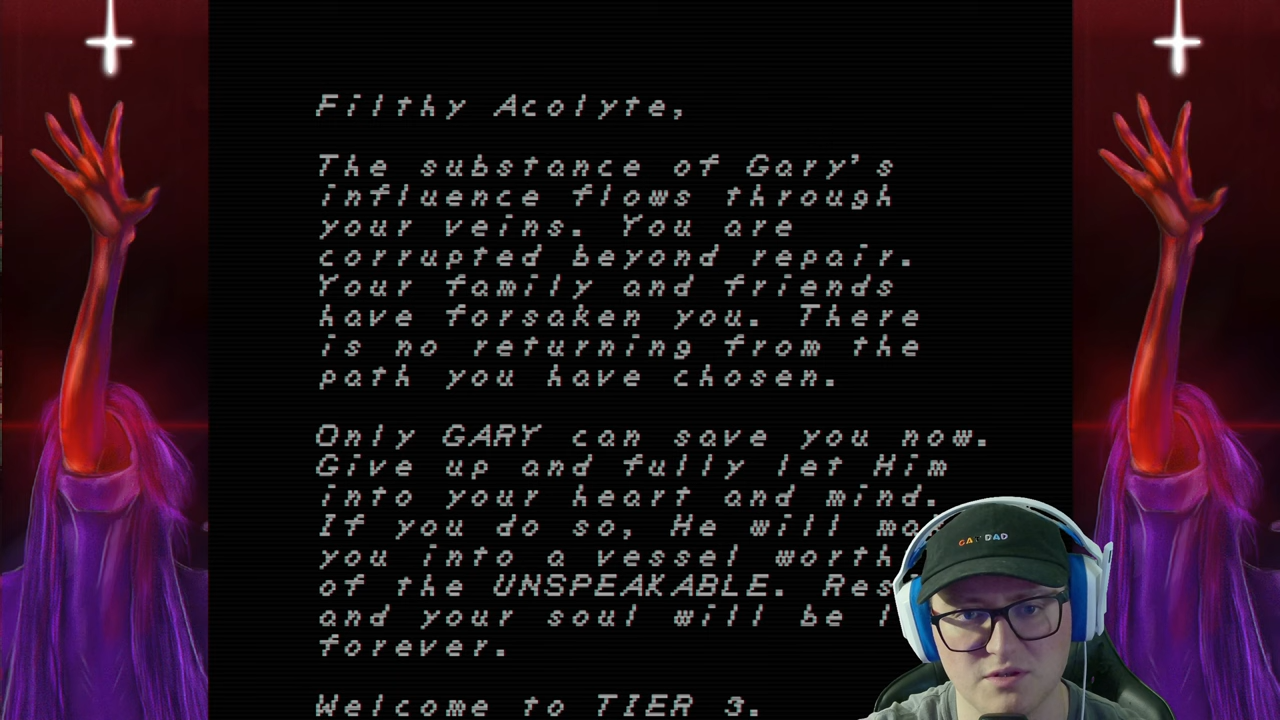 Filthy Acolyte,
The substance of Gary's
influence flows through
your veins. You are
corrupted beyond repair.
Your family and friends
have forsaken you. There
is no returning from the
path you have chosen.
Only GARY can save you now.
Give up and fully let Him
into your heart and mind.
If you do so, He will
you into a vessel
of the UNSPEAKABLE.
and your soul will be
forever.
Welcome to TIER 3.
GAY DAD